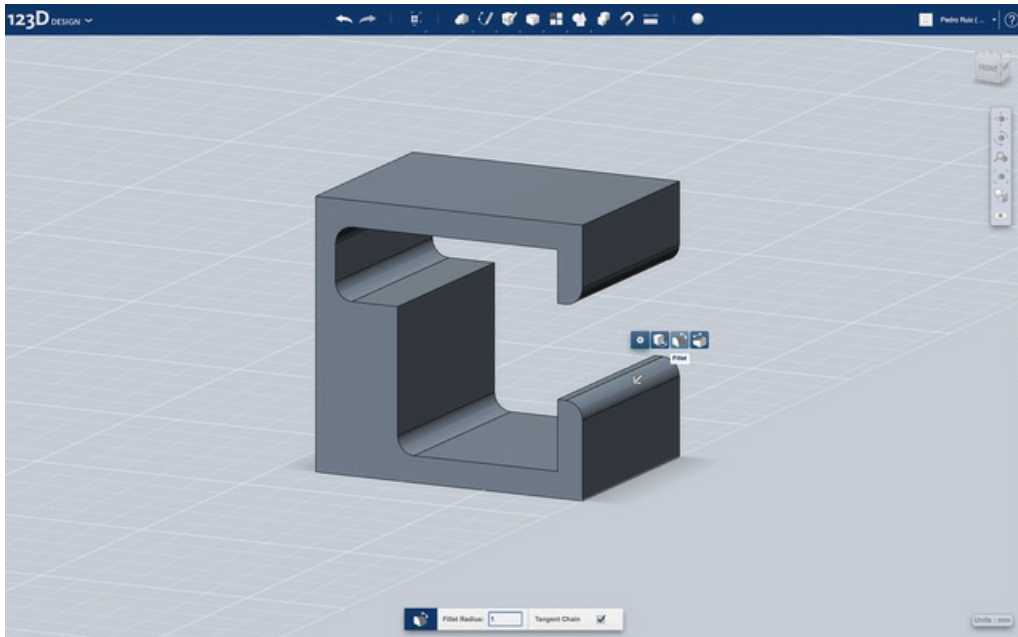 123D DESIGN
Pedro Ruiz ( ...
?
FRONT
Fillet
Fillet Radius: 1
Tangent Chain
Units : mm